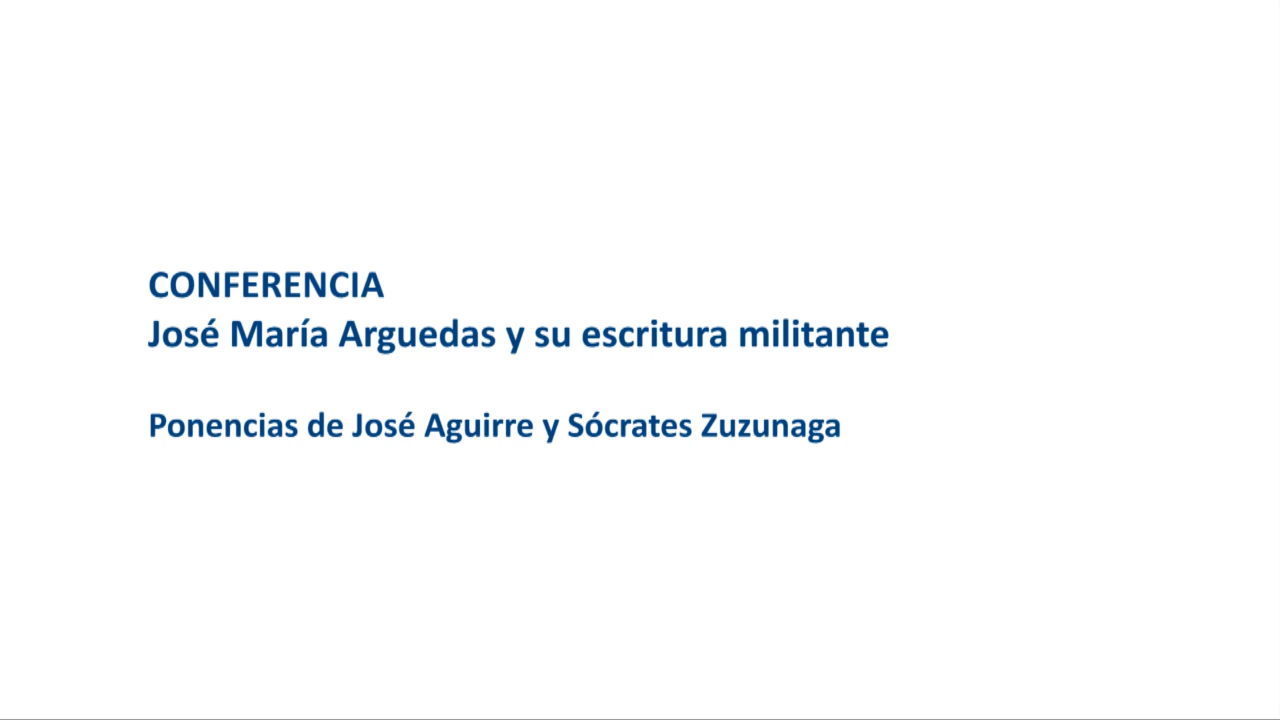 CONFERENCIA
José María Arguedas y su escritura militante
Ponencias de José Aguirre y Sócrates Zuzunaga